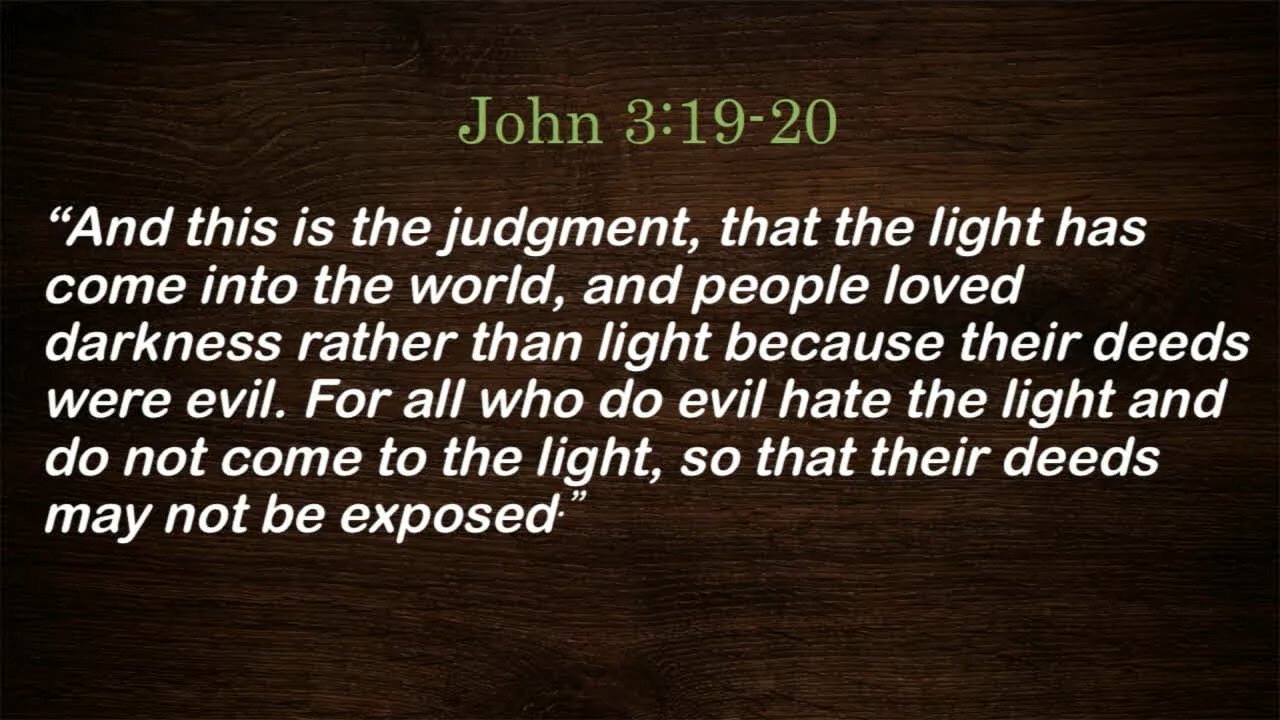 John 3:19-20
“And this is the judgment, that the light has
come into the world, and people loved
darkness rather than light because their deeds
were evil. For all who do evil hate the light and
do not come to the light, so that their deeds
may not be exposed.”